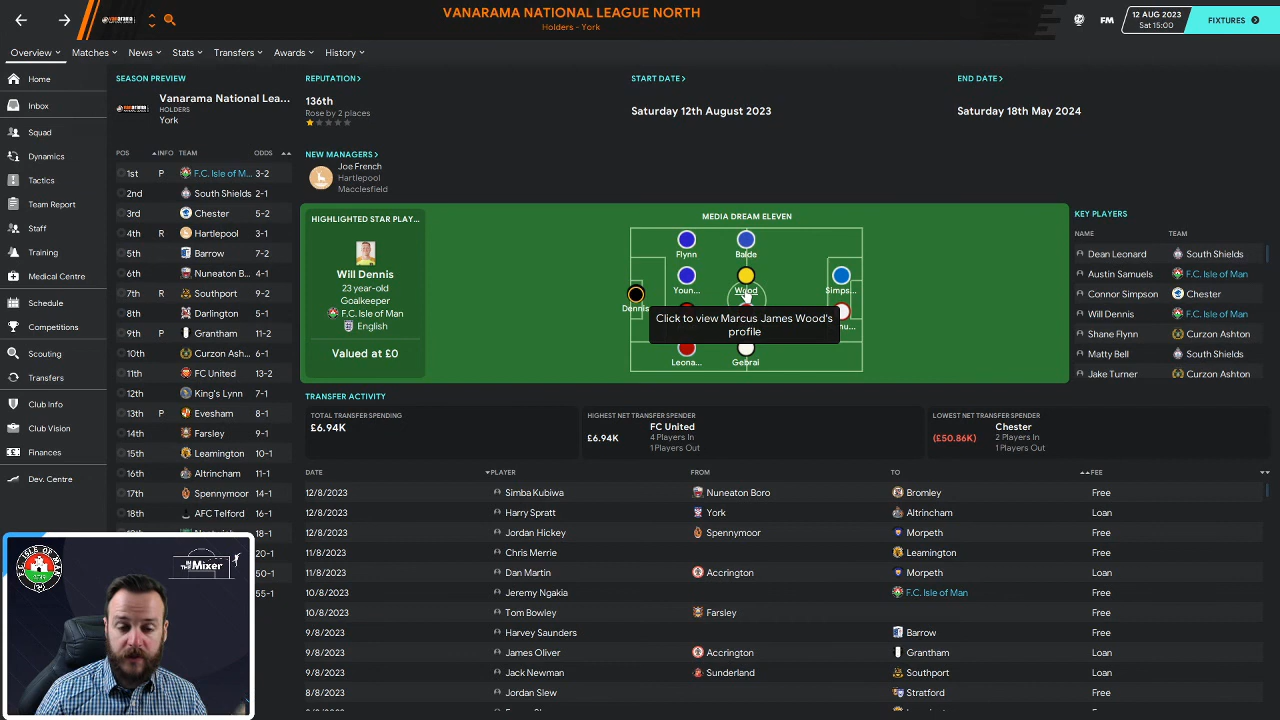 VANARAMA NATIONAL LEAGUE NORTH
Holders - York
FM
12 AUG 2023
Sat 15:00
FIXTURES
Overview
Matches
News
Stats
Transfers
Awards
History
Home
Inbox
Squad
Dynamics
Tactics
Team Report
Staff
Training
Medical Centre
Schedule
Competitions
Scouting
Transfers
Club Info
Club Vision
Finances
Dev. Centre
SEASON PREVIEW
Vanarama National Lea...
HOLDERS
York
POS INFO TEAM ODDS
1st P F.C. Isle of M... 3-2
2nd South Shields 2-1
3rd Chester 5-2
4th R Hartlepool 3-1
5th Barrow 7-2
6th Nuneaton B... 4-1
7th R Southport 9-2
8th Darlington 5-1
9th P Grantham 11-2
10th Curzon Ash... 6-1
11th FC United 13-2
12th King's Lynn 7-1
13th P Evesham 8-1
14th Farsley 9-1
15th Leamington 10-1
16th Altrincham 11-1
17th Spennymoor 14-1
18th AFC Telford 16-1
20-1
50-1
55-1
REPUTATION
136th
Rose by 2 places
START DATE
Saturday 12th August 2023
END DATE
Saturday 18th May 2024
NEW MANAGERS
Joe French
Hartlepool
Macclesfield
HIGHLIGHTED STAR PLAY...
Will Dennis
23 year-old
Goalkeeper
F.C. Isle of Man
English
Valued at £0
MEDIA DREAM ELEVEN
Flynn
Balde
Youn...
Wood
Simps...
Dennis
Click to view Marcus James Wood's
profile
Leona...
Gebrai
KEY PLAYERS
NAME TEAM
Dean Leonard South Shields
Austin Samuels F.C. Isle of Man
Connor Simpson Chester
Will Dennis F.C. Isle of Man
Shane Flynn Curzon Ashton
Matty Bell South Shields
Jake Turner Curzon Ashton
TRANSFER ACTIVITY
TOTAL TRANSFER SPENDING
£6.94K
HIGHEST NET TRANSFER SPENDER
£6.94K
FC United
4 Players In
1 Players Out
LOWEST NET TRANSFER SPENDER
(£50.86K)
Chester
2 Players In
1 Players Out
DATE PLAYER FROM TO FEE
12/8/2023 Simba Kubiwa Nuneaton Boro Bromley Free
12/8/2023 Harry Spratt York Altrincham Loan
12/8/2023 Jordan Hickey Spennymoor Morpeth Free
11/8/2023 Chris Merrie Leamington Free
11/8/2023 Dan Martin Accrington Morpeth Loan
10/8/2023 Jeremy Ngakia F.C. Isle of Man Free
10/8/2023 Tom Bowley Farsley Free
9/8/2023 Harvey Saunders Barrow Free
9/8/2023 James Oliver Accrington Grantham Loan
9/8/2023 Jack Newman Sunderland Southport Loan
8/8/2023 Jordan Slew Stratford Free
F.C. ISLE OF MAN
IN
THE Mixer